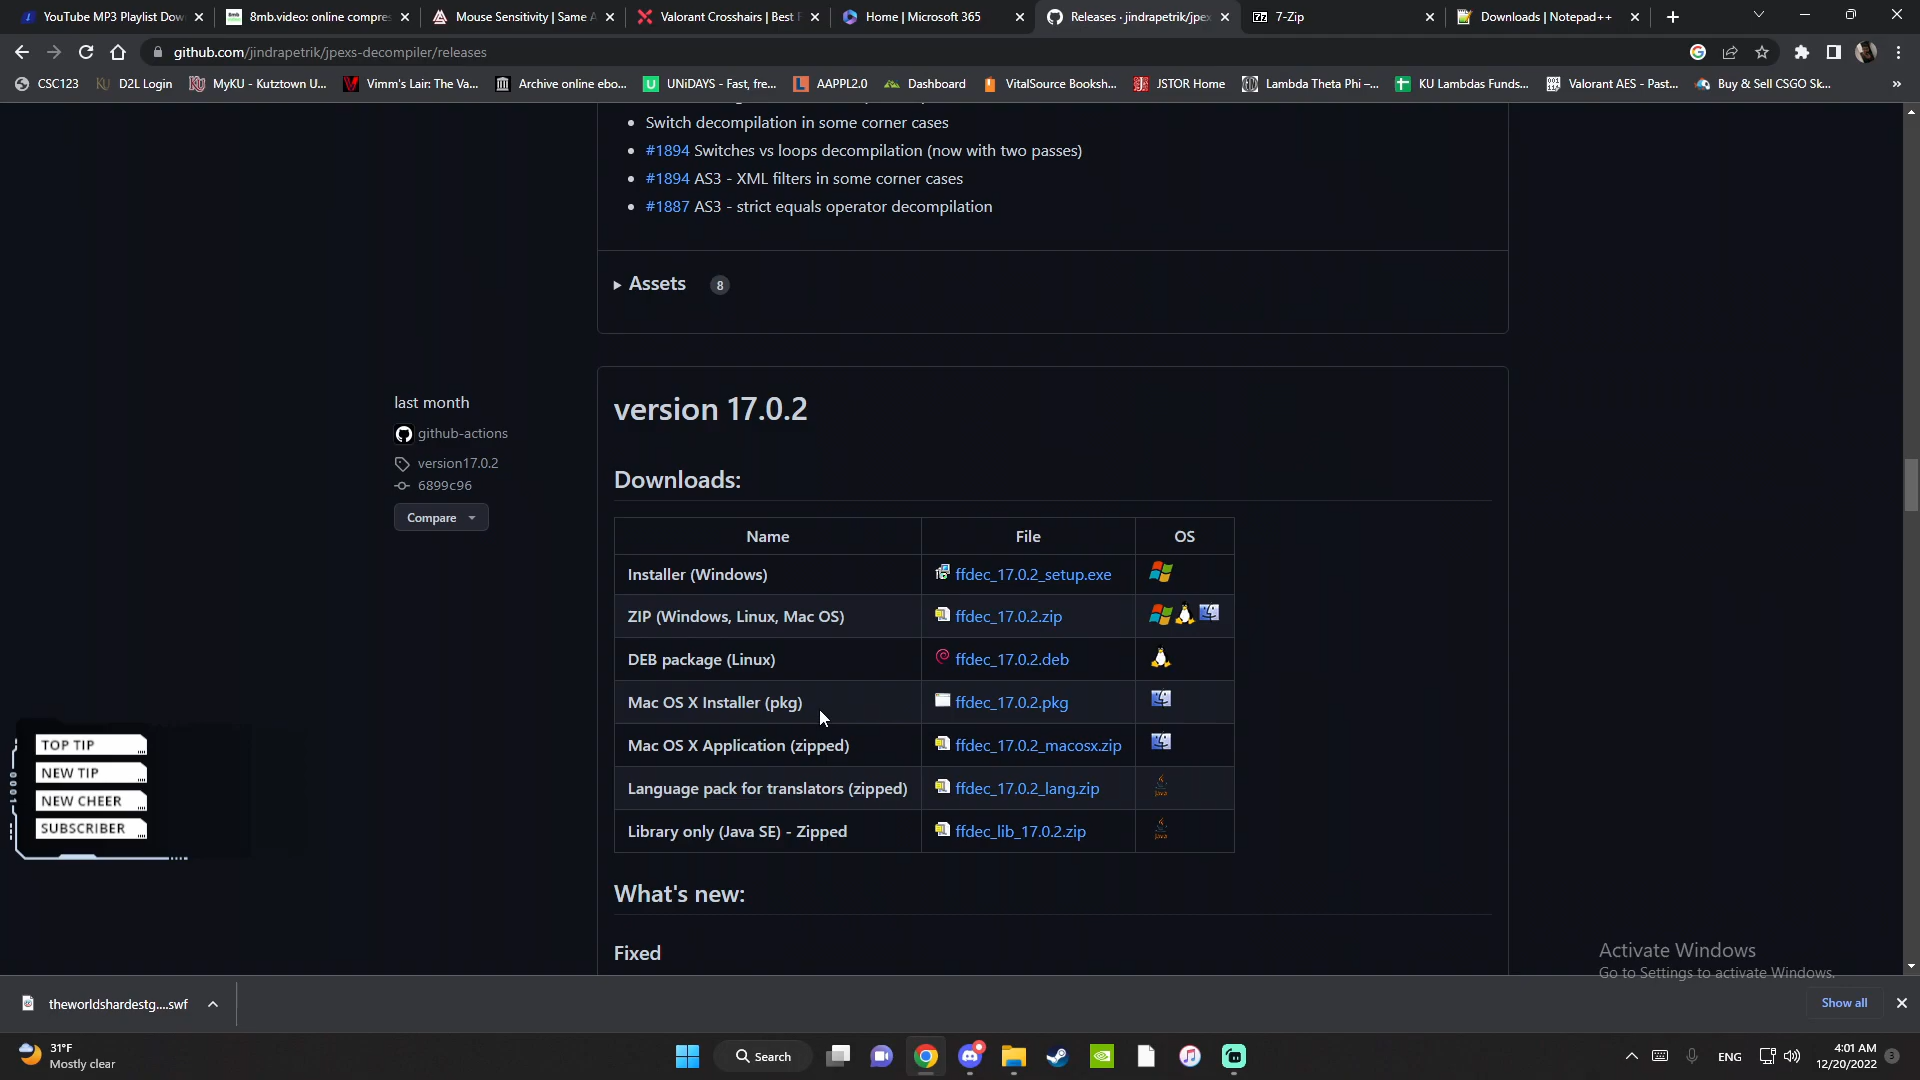 YouTube MP3 Playlist Dow
8mb.video: online compres
Mouse Sensitivity | Same A
Valorant Crosshairs | Best P
Home | Microsoft 365
Releases · jindrapetrik/jpex
7-Zip
Downloads | Notepad++
github.com/jindrapetrik/jpexs-decompiler/releases
CSC123
D2L Login
MyKU - Kutztown U...
Vimm's Lair: The Va...
Archive online ebo...
UNiDAYS - Fast, fre...
AAPPL2.0
Dashboard
VitalSource Booksh...
JSTOR Home
Lambda Theta Phi –...
KU Lambdas Funds...
Valorant AES - Past...
Buy & Sell CSGO Sk...
»
Switch decompilation in some corner cases
#1894 Switches vs loops decompilation (now with two passes)
#1894 AS3 - XML filters in some corner cases
#1887 AS3 - strict equals operator decompilation
Assets 8
last month
github-actions
version17.0.2
6899c96
Compare
version 17.0.2
Downloads:
Name File OS
Installer (Windows) ffdec_17.0.2_setup.exe
ZIP (Windows, Linux, Mac OS) ffdec_17.0.2.zip
DEB package (Linux) ffdec_17.0.2.deb
Mac OS X Installer (pkg) ffdec_17.0.2.pkg
Mac OS X Application (zipped) ffdec_17.0.2_macosx.zip
Language pack for translators (zipped) ffdec_17.0.2_lang.zip
Library only (Java SE) - Zipped ffdec_lib_17.0.2.zip
What's new:
Fixed
TOP TIP
NEW TIP
NEW CHEER
SUBSCRIBER
Activate Windows
Go to Settings to activate Windows.
theworldshardestg....swf
Show all
31°F
Mostly clear
Search
ENG
4:01 AM
12/20/2022
3